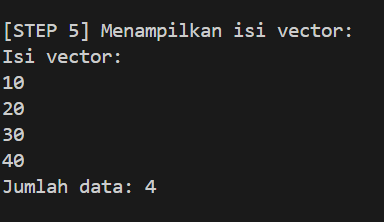 [STEP 5] Menampilkan isi vector:
Isi vector:
10
20
30
40
Jumlah data: 4